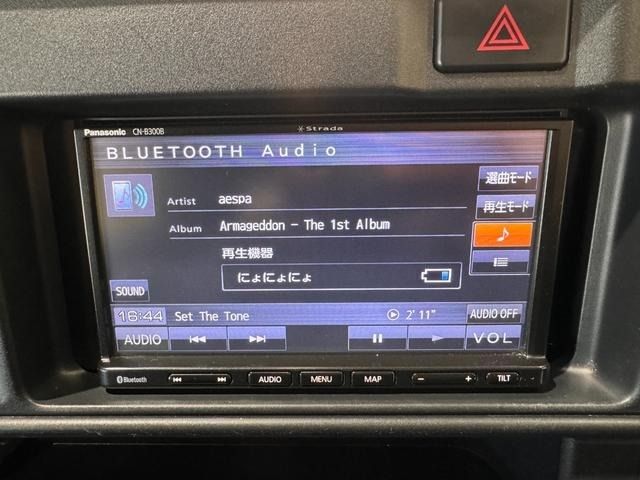 Panasonic CN-B300B
Strada
BLUETOOTH Audio
選曲モード
Artist aespa
再生モード
Album Armageddon - The 1st Album
再生機器
にょにょにょ
SOUND
16:44 Set The Tone 2' 11"
AUDIO OFF
AUDIO
VOL
Bluetooth
AUDIO MENU MAP - + TILT